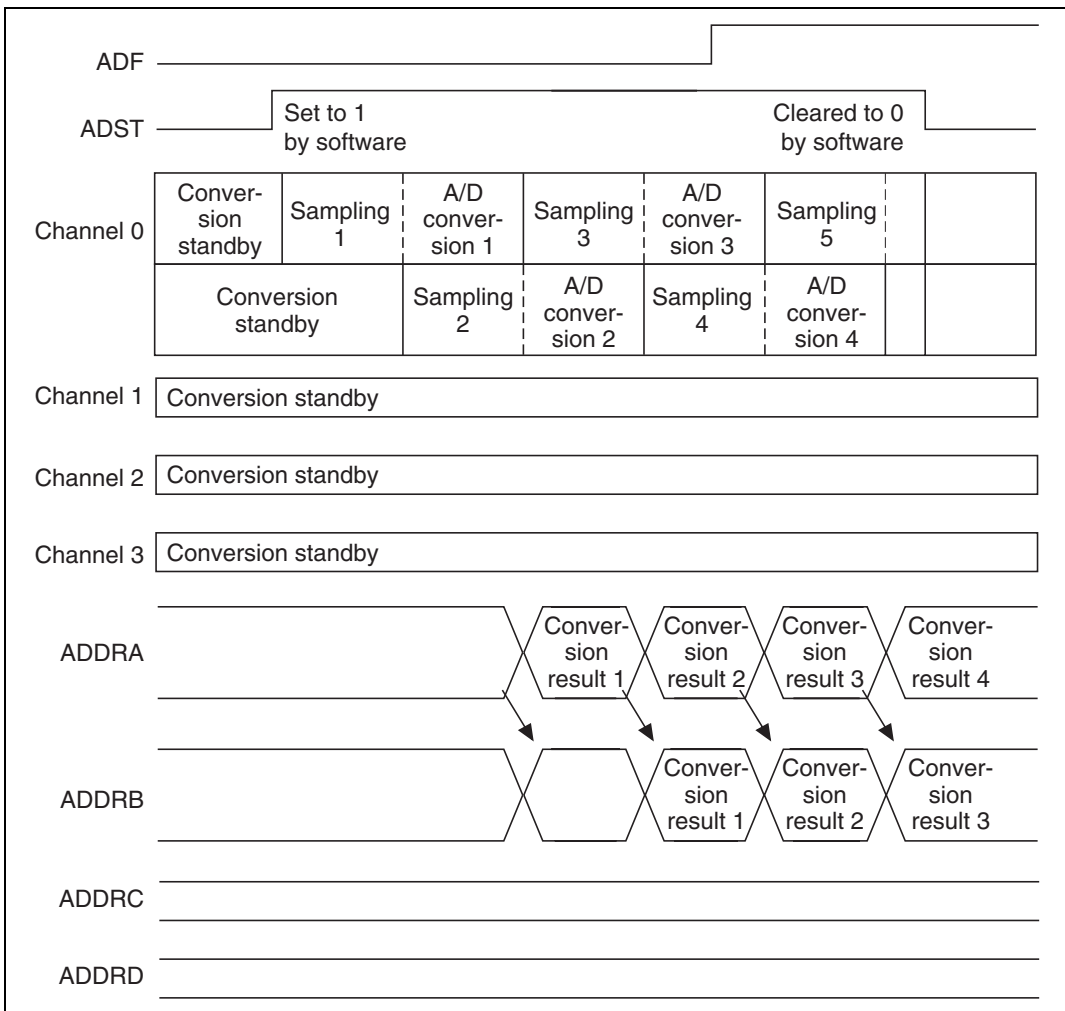 ADF
ADST
Set to 1
by software
Cleared to 0
by software
Channel 0
Conver-
sion
standby
Sampling
1
A/D
conver-
sion 1
Sampling
3
A/D
conver-
sion 3
Sampling
5
Conversion
standby
Sampling
2
A/D
conver-
sion 2
Sampling
4
A/D
conver-
sion 4
Channel 1
Conversion standby
Channel 2
Conversion standby
Channel 3
Conversion standby
ADDRA
Conver-
sion
result 1
Conver-
sion
result 2
Conver-
sion
result 3
Conver-
sion
result 4
ADDRB
Conver-
sion
result 1
Conver-
sion
result 2
Conver-
sion
result 3
ADDRC
ADDRD